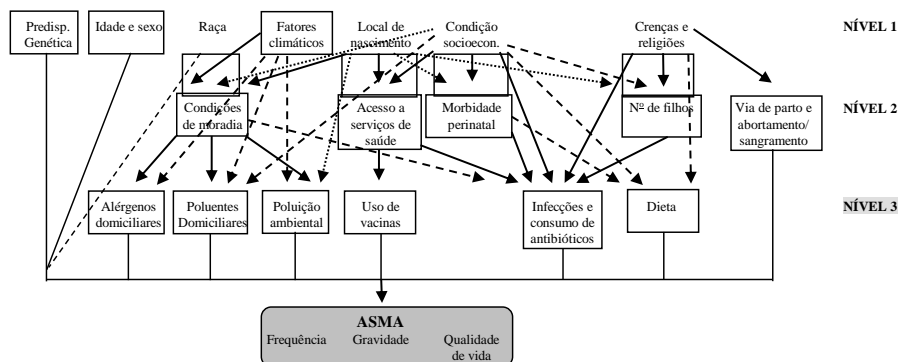 Predisp.
Genética
Idade e sexo
Raça
Fatores
climáticos
Local de
nascimento
Condição
socioecon.
Crenças e
religiões
NÍVEL 1
Condições
de moradia
Acesso a
serviços de
saúde
Morbidade
perinatal
Nº de filhos
Via de parto e
abortamento/
sangramento
NÍVEL 2
Alérgenos
domiciliares
Poluentes
Domiciliares
Poluição
ambiental
Uso de
vacinas
Infecções e
consumo de
antibióticos
Dieta
NÍVEL 3
ASMA
Frequência Gravidade Qualidade
de vida